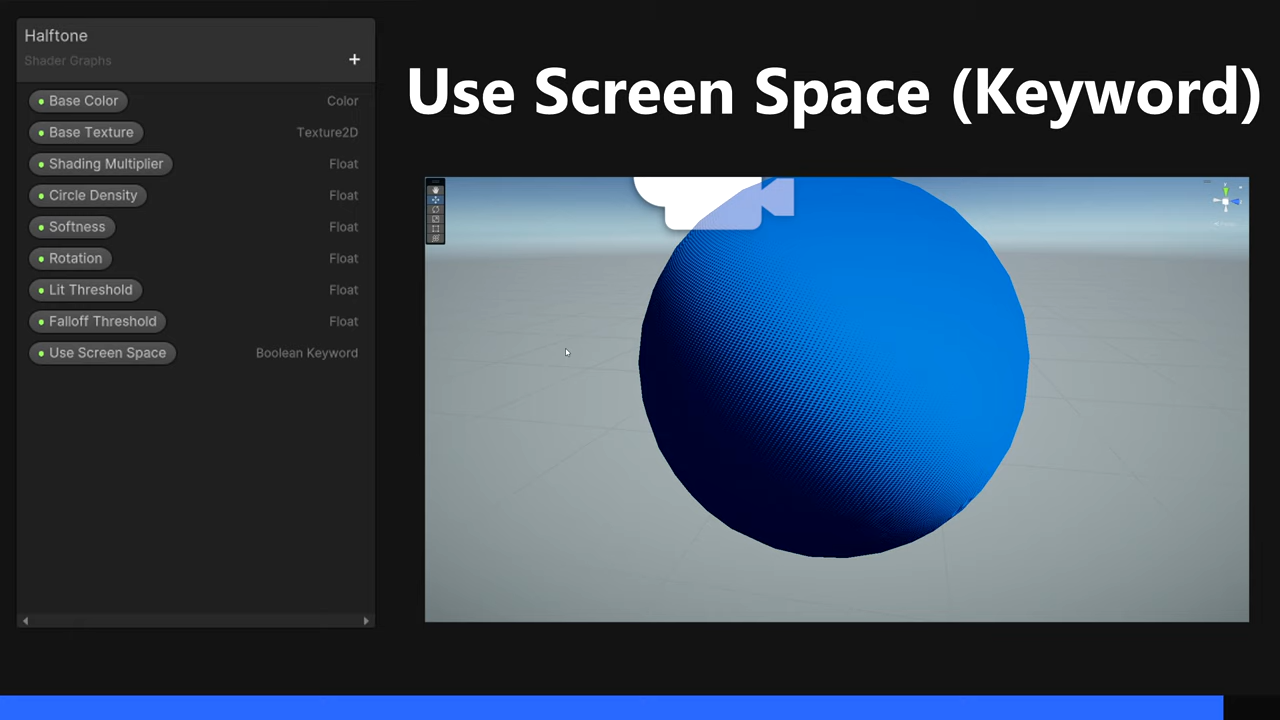 Halftone
Shader Graphs
+
Use Screen Space (Keyword)
Base Color Color
Base Texture Texture2D
Shading Multiplier Float
Circle Density Float
Softness Float
Rotation Float
Lit Threshold Float
Falloff Threshold Float
Use Screen Space Boolean Keyword